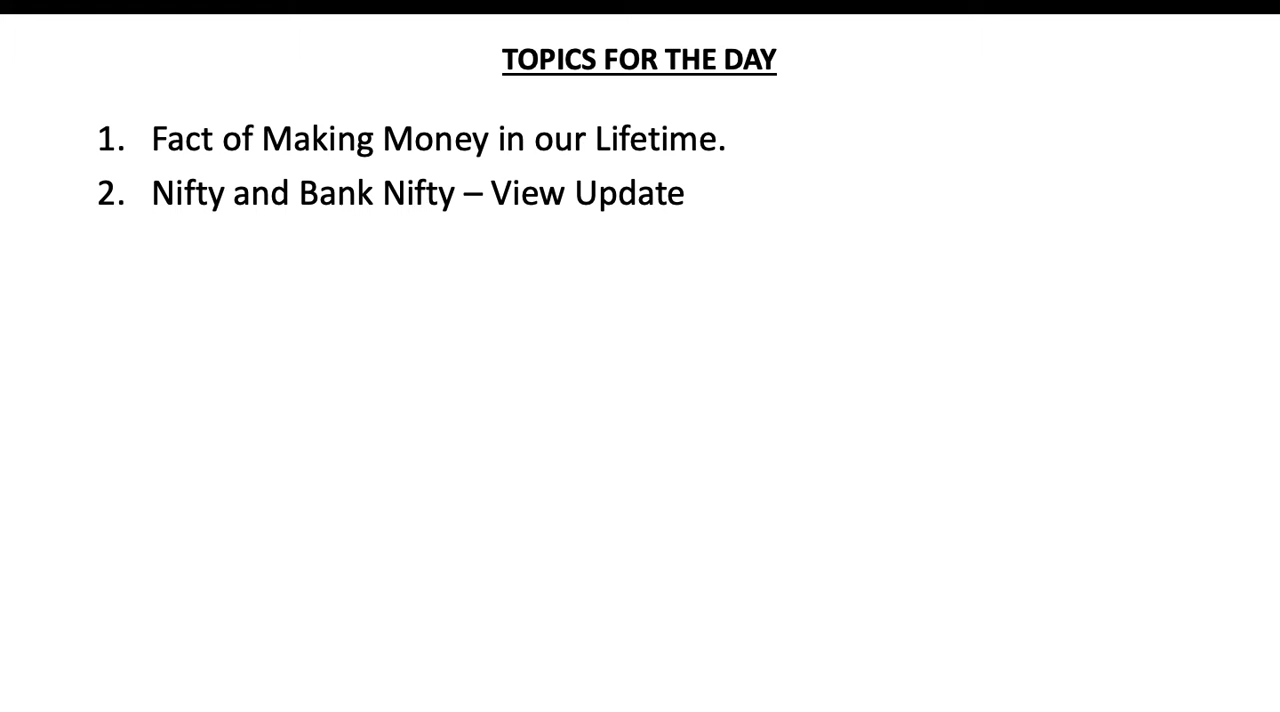 TOPICS FOR THE DAY
1. Fact of Making Money in our Lifetime.
2. Nifty and Bank Nifty – View Update